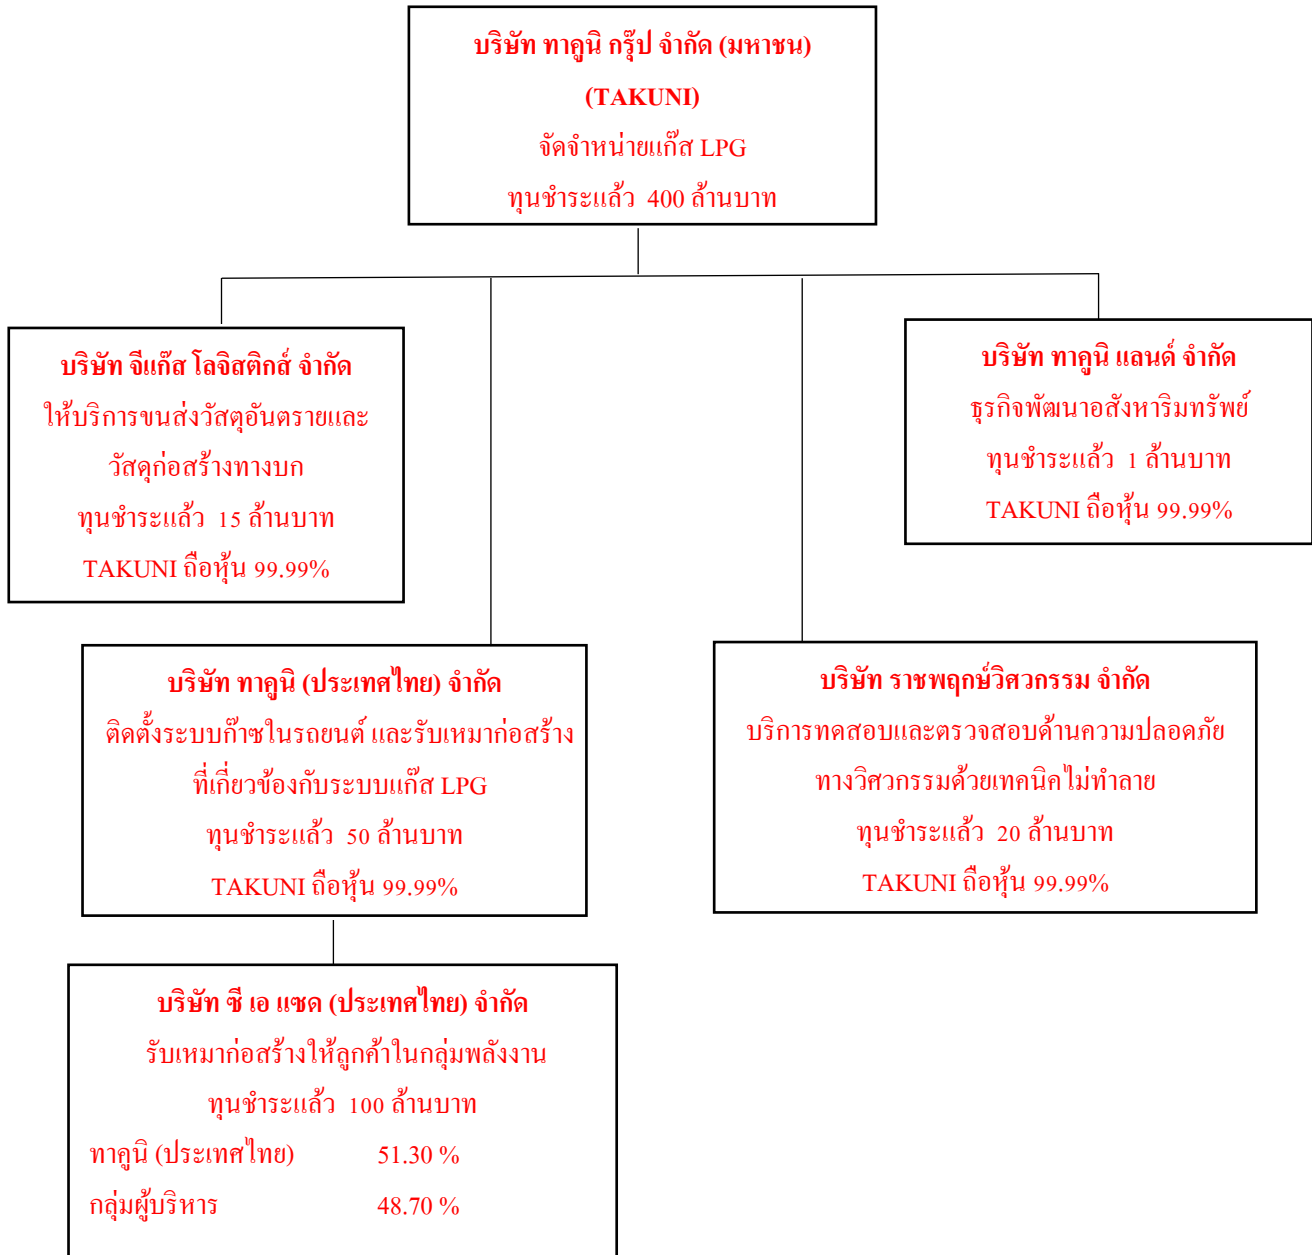 บริษัท ทาคูนิ กรุ๊ป จำกัด (มหาชน)
(TAKUNI)
จัดจำหน่ายแก๊ส LPG
ทุนชำระแล้ว 400 ล้านบาท
บริษัท จีแก๊ส โลจิสติกส์ จำกัด
ให้บริการขนส่งวัสตุอันตรายและ
วัสดุก่อสร้างทางบก
ทุนชำระแล้ว 15 ล้านบาท
TAKUNI ถือหุ้น 99.99%
บริษัท ทาคูนิ แลนด์ จำกัด
ธุรกิจพัฒนาอสังหาริมทรัพย์
ทุนชำระแล้ว 1 ล้านบาท
TAKUNI ถือหุ้น 99.99%
บริษัท ทาคูนิ (ประเทศไทย) จำกัด
ติดตั้งระบบก๊าซในรถยนต์ และรับเหมาก่อสร้าง
ที่เกี่ยวข้องกับระบบแก๊ส LPG
ทุนชำระแล้ว 50 ล้านบาท
TAKUNI ถือหุ้น 99.99%
บริษัท ราชพฤกษ์วิศวกรรม จำกัด
บริการทดสอบและตรวจสอบด้านความปลอดภัย
ทางวิศวกรรมด้วยเทคนิคไม่ทำลาย
ทุนชำระแล้ว 20 ล้านบาท
TAKUNI ถือหุ้น 99.99%
บริษัท ซี เอ แซด (ประเทศไทย) จำกัด
รับเหมาก่อสร้างให้ลูกค้าในกลุ่มพลังงาน
ทุนชำระแล้ว 100 ล้านบาท
ทาคูนิ (ประเทศไทย) 51.30 %
กลุ่มผู้บริหาร 48.70 %